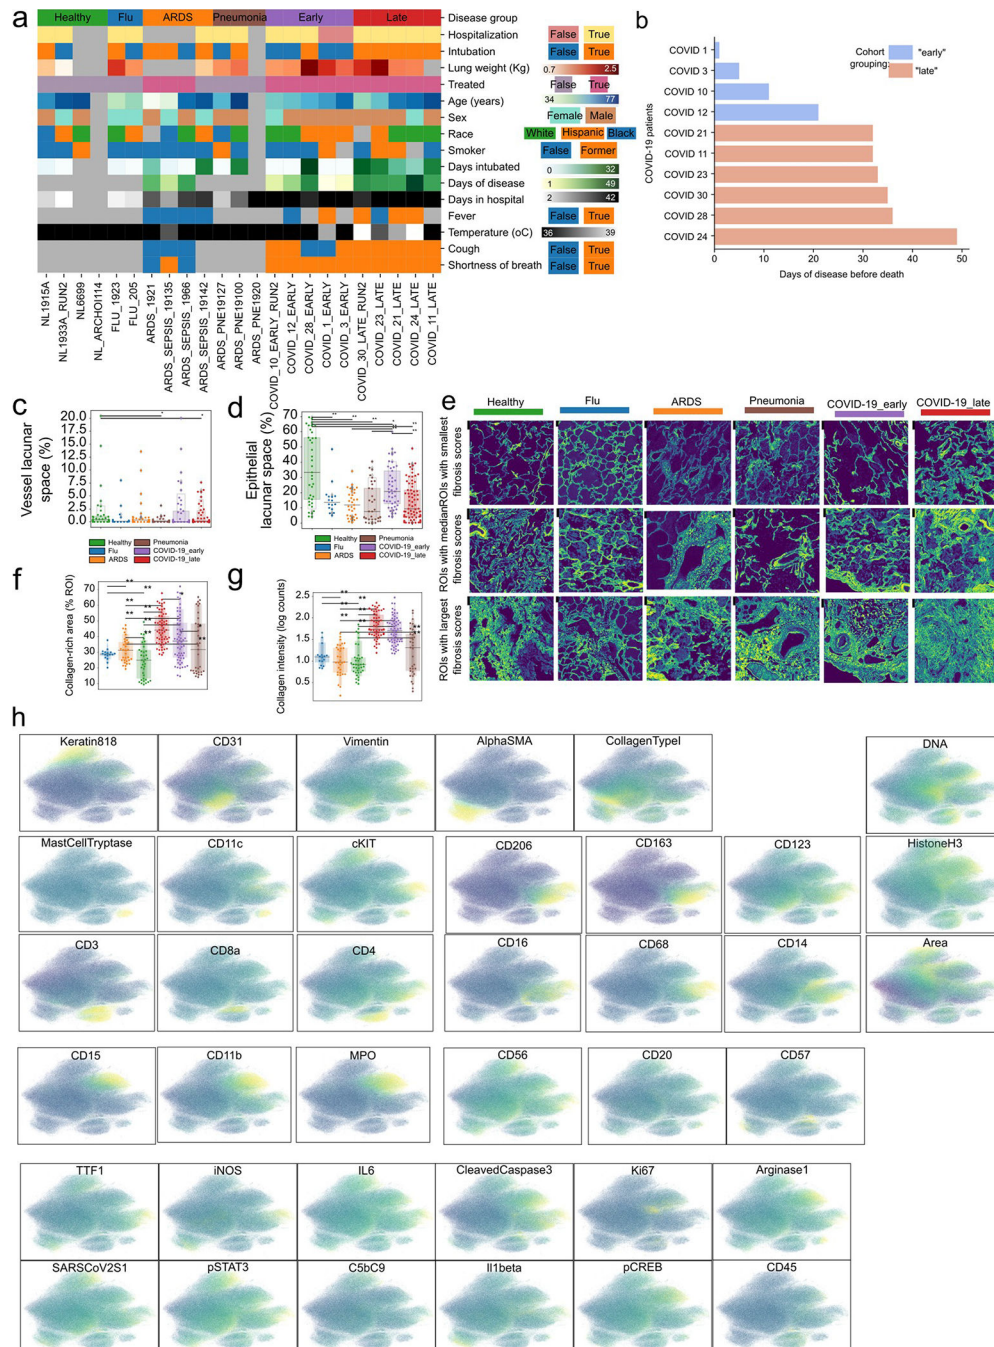 a
Healthy Flu ARDS Pneumonia Early Late
Disease group
Hospitalization False True
Intubation False True
Lung weight (Kg) 0.7 2.5
Treated False True
Age (years) 34 77
Sex Female Male
Race White Hispanic Black
Smoker False Former
Days intubated 0 32
Days of disease 1 49
Days in hospital 2 42
Fever False True
Temperature (oC) 36 39
Cough False True
Shortness of breath False True
NL1915A
NL1933A_RUN2
NL6699
NL_ARCHOI114
FLU_1923
FLU_205
ARDS_1921
ARDS_SEPSIS_19135
ARDS_SEPSIS_1966
ARDS_SEPSIS_19142
ARDS_PNE19127
ARDS_PNE19100
ARDS_PNE1920
COVID_10_EARLY_RUN2
COVID_12_EARLY
COVID_28_EARLY
COVID_1_EARLY
COVID_3_EARLY
COVID_30_LATE_RUN2
COVID_23_LATE
COVID_21_LATE
COVID_24_LATE
COVID_11_LATE
b
COVID-19 patients
COVID 1
COVID 3
COVID 10
COVID 12
COVID 21
COVID 11
COVID 23
COVID 30
COVID 28
COVID 24
0 10 20 30 40 50
Days of disease before death
Cohort
grouping:
"early"
"late"
c
Vessel lacunar
space (%)
20.0
17.5
15.0
12.5
10.0
7.5
5.0
2.5
0.0
Healthy
Flu
ARDS
Pneumonia
COVID-19_early
COVID-19_late
d
Epithelial
lacunar space (%)
70
60
50
40
30
20
10
0
Healthy
Flu
ARDS
Pneumonia
COVID-19_early
COVID-19_late
e
Healthy Flu ARDS Pneumonia COVID-19_early COVID-19_late
ROIs with smallest
fibrosis scores
ROIs with median
fibrosis scores
ROIs with largest
fibrosis scores
f
Collagen-rich area (% ROI)
70
60
50
40
30
20
10
g
Collagen intensity (log counts)
2.5
2.0
1.5
1.0
0.5
h
Keratin818 CD31 Vimentin AlphaSMA CollagenTypeI DNA
MastCellTryptase CD11c cKIT CD206 CD163 CD123 HistoneH3
CD3 CD8a CD4 CD16 CD68 CD14 Area
CD15 CD11b MPO CD56 CD20 CD57
TTF1 iNOS IL6 CleavedCaspase3 Ki67 Arginase1
SARSCoV2S1 pSTAT3 C5bC9 Il1beta pCREB CD45